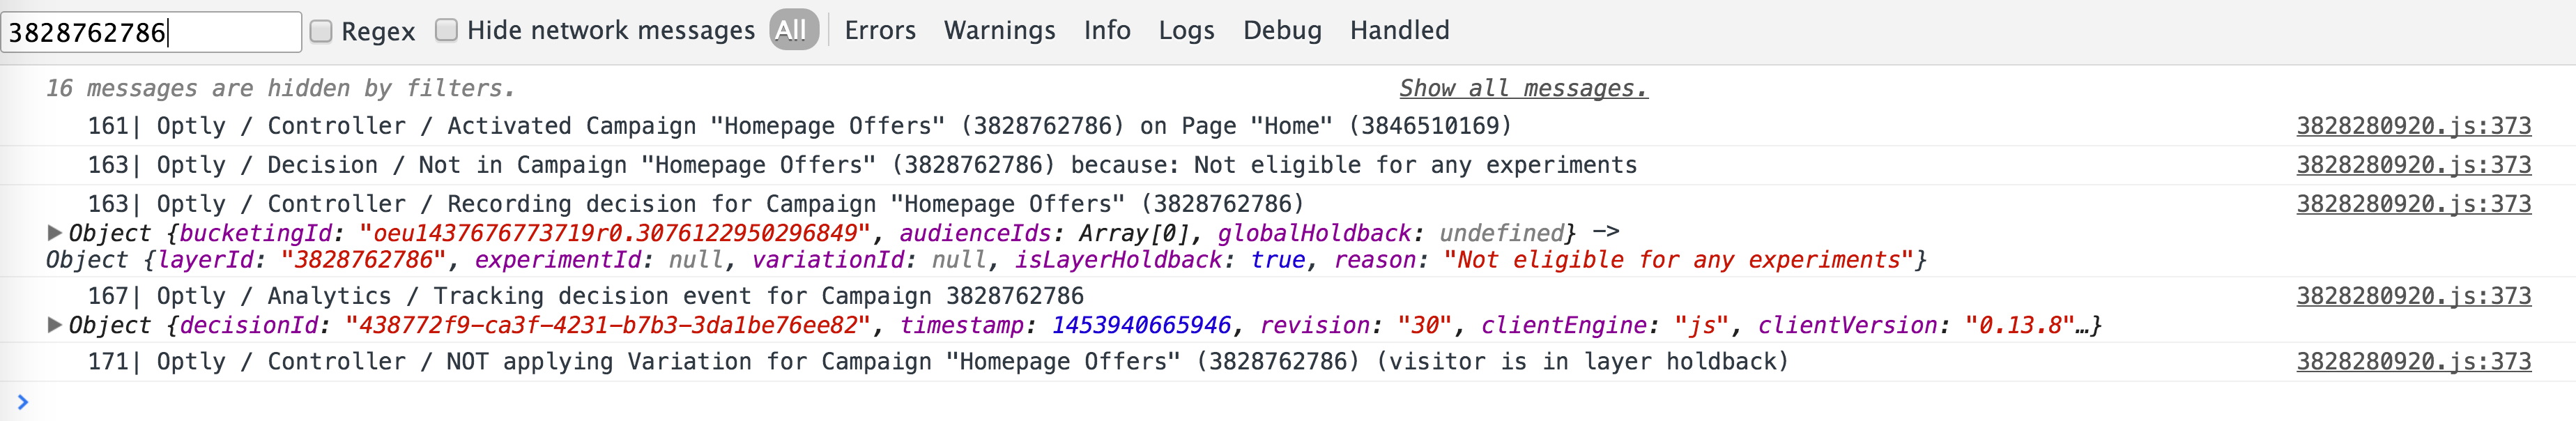 3828762786 Regex Hide network messages All Errors Warnings Info Logs Debug Handled
16 messages are hidden by filters. Show all messages.
161| Optly / Controller / Activated Campaign "Homepage Offers" (3828762786) on Page "Home" (3846510169) 3828280920.js:373
163| Optly / Decision / Not in Campaign "Homepage Offers" (3828762786) because: Not eligible for any experiments 3828280920.js:373
163| Optly / Controller / Recording decision for Campaign "Homepage Offers" (3828762786) 3828280920.js:373
▶Object {bucketingId: "oeu1437676773719r0.3076122950296849", audienceIds: Array[0], globalHoldback: undefined} ->
Object {layerId: "3828762786", experimentId: null, variationId: null, isLayerHoldback: true, reason: "Not eligible for any experiments"}
167| Optly / Analytics / Tracking decision event for Campaign 3828762786 3828280920.js:373
▶Object {decisionId: "438772f9-ca3f-4231-b7b3-3da1be76ee82", timestamp: 1453940665946, revision: "30", clientEngine: "js", clientVersion: "0.13.8"…}
171| Optly / Controller / NOT applying Variation for Campaign "Homepage Offers" (3828762786) (visitor is in layer holdback) 3828280920.js:373
>